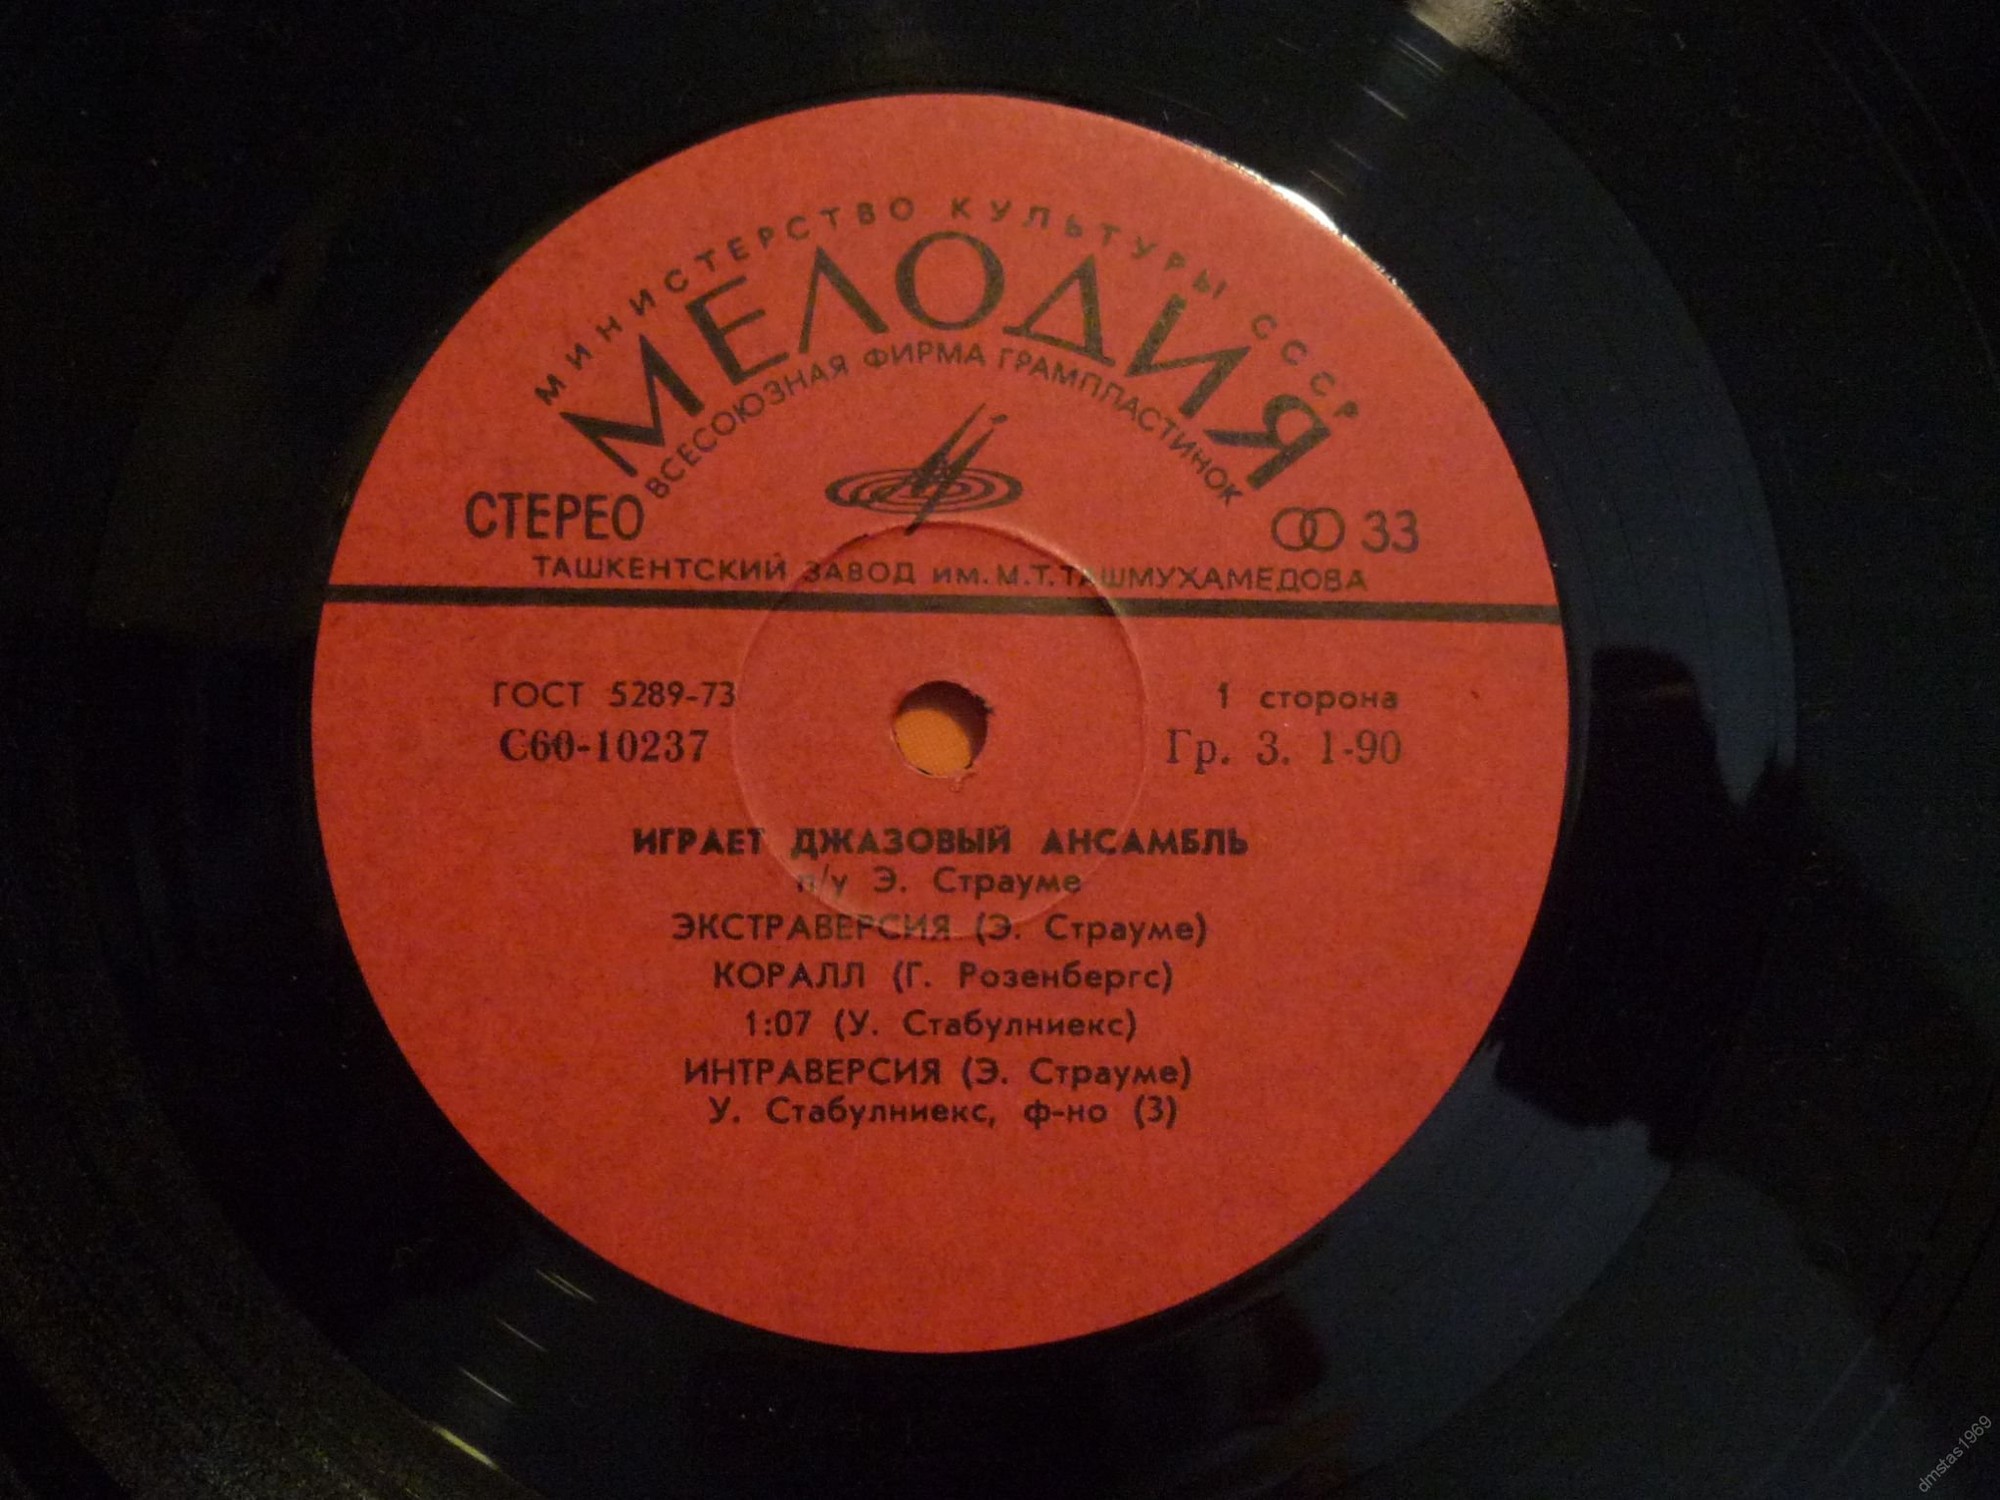 МИНИСТЕРСТВО КУЛЬТУРЫ СССР
МЕЛОДИЯ
ВСЕСОЮЗНАЯ ФИРМА ГРАМПЛАСТИНОК
СТЕРЕО
33
ТАШКЕНТСКИЙ ЗАВОД им. М.Т. ТАШМУХАМЕДОВА
ГОСТ 5289-73
1 сторона
С60-10237
Гр. 3. 1-90
ИГРАЕТ ДЖАЗОВЫЙ АНСАМБЛЬ
п/у Э. Страуме
ЭКСТРАВЕРСИЯ (Э. Страуме)
КОРАЛЛ (Г. Розенбергс)
1:07 (У. Стабулниекс)
ИНТРАВЕРСИЯ (Э. Страуме)
У. Стабулниекс, ф-но (3)
dmstas1969